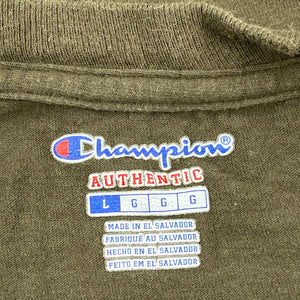 Champion®
AUTHENTIC
L G G G
MADE IN EL SALVADOR
FABRIQUÉ AU SALVADOR
HECHO EN EL SALVADOR
FEITO EM EL SALVADOR